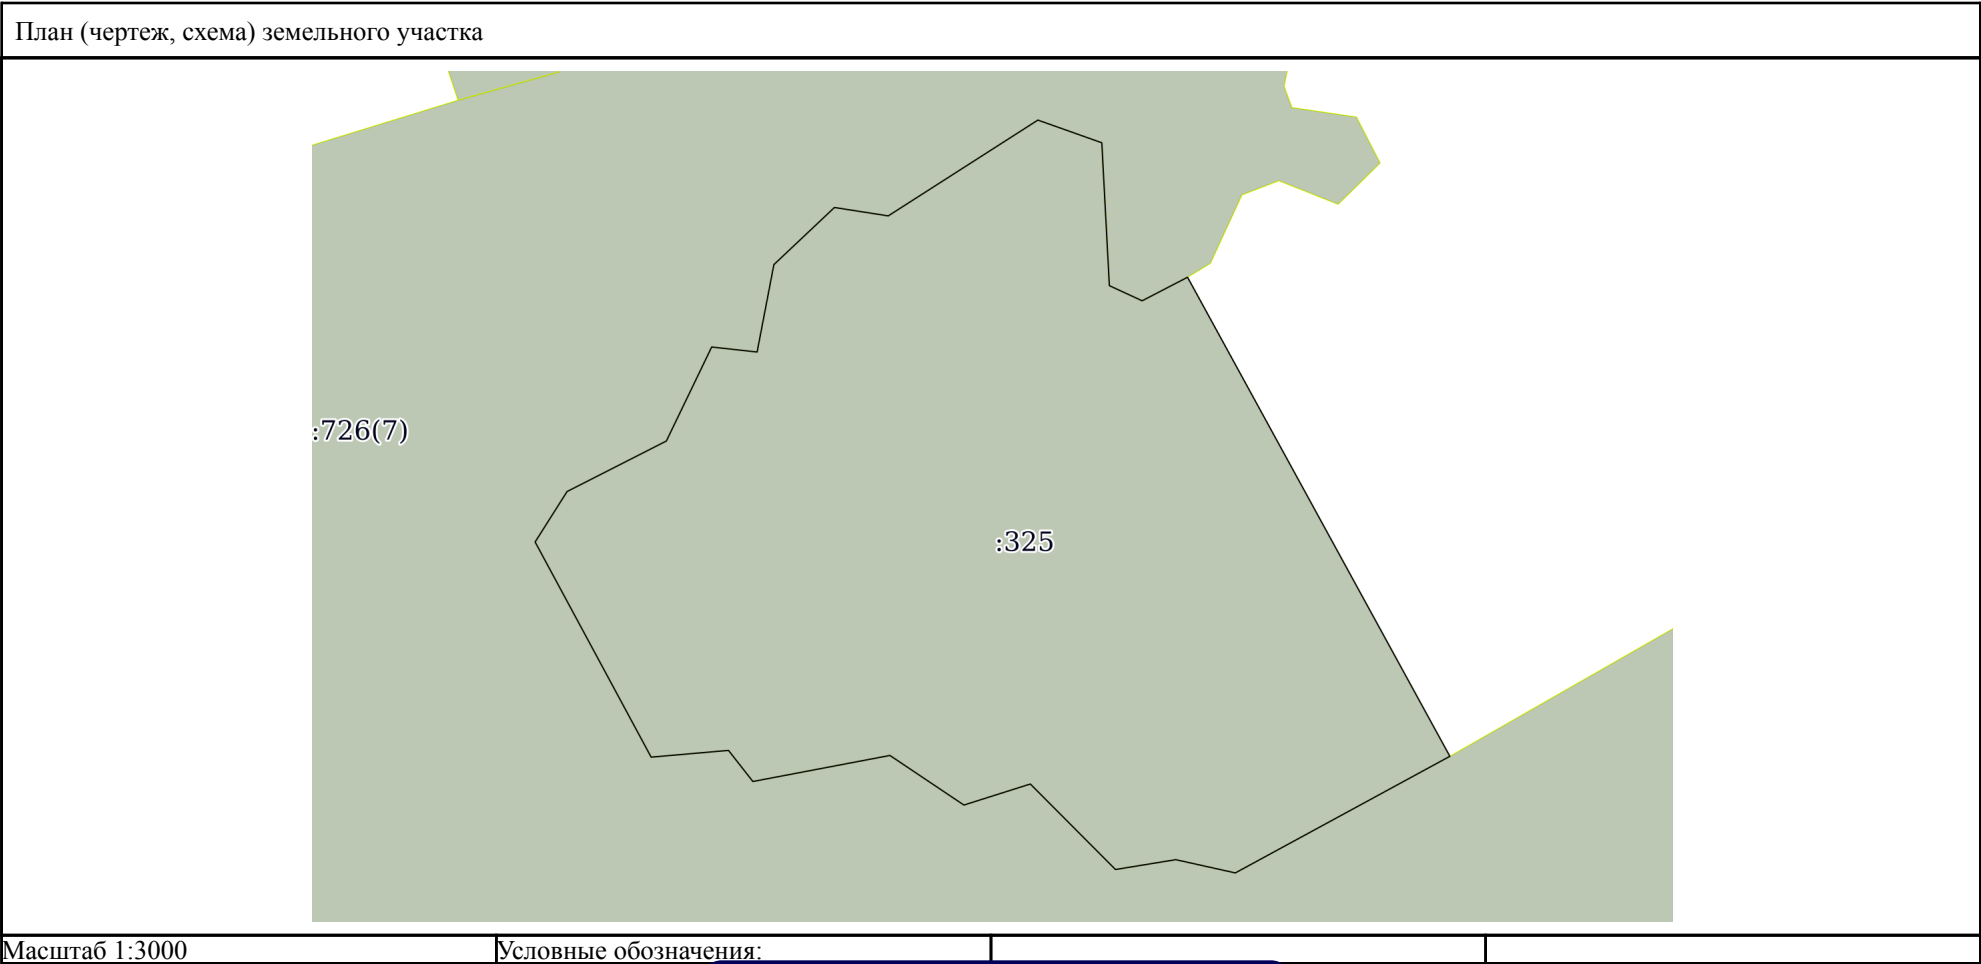 План (чертеж, схема) земельного участка
:726(7)
:325
Масштаб 1:3000
Условные обозначения: